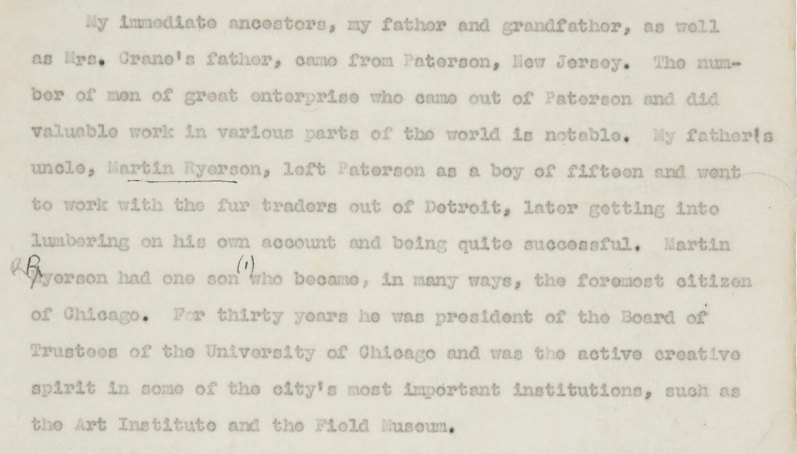 My immediate ancestors, my father and grandfather, as well
as Mrs. Crane's father, came from Paterson, New Jersey. The num-
ber of men of great enterprise who came out of Paterson and did
valuable work in various parts of the world is notable. My father's
uncle, Martin Ryerson, left Paterson as a boy of fifteen and went
to work with the fur traders out of Detroit, later getting into
lumbering on his own account and being quite successful. Martin
Ryerson had one son (1) who became, in many ways, the foremost citizen
of Chicago. For thirty years he was president of the Board of
Trustees of the University of Chicago and was the active creative
spirit in some of the city's most important institutions, such as
the Art Institute and the Field Museum.